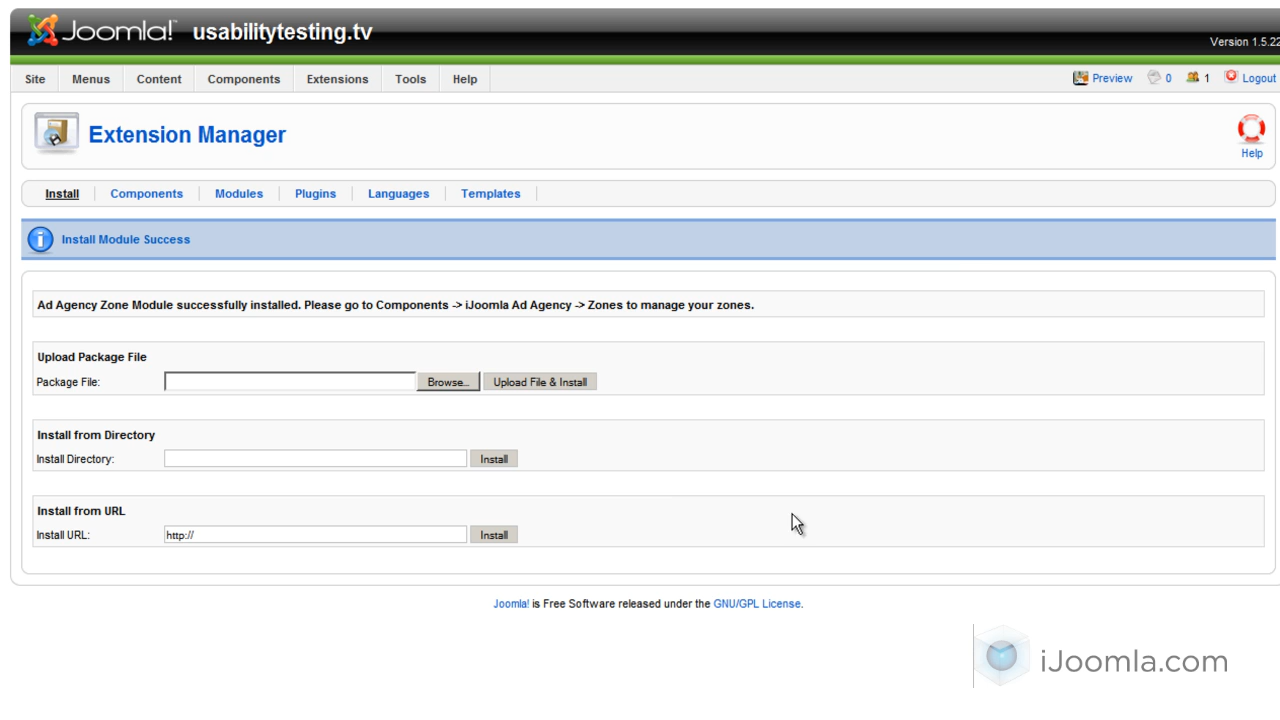 Joomla! usabilitytesting.tv
Version 1.5.22
Site Menus Content Components Extensions Tools Help Preview 0 1 Logout
Extension Manager
Help
Install Components Modules Plugins Languages Templates
Install Module Success
Ad Agency Zone Module successfully installed. Please go to Components -> iJoomla Ad Agency -> Zones to manage your zones.
Upload Package File
Package File: Browse... Upload File & Install
Install from Directory
Install Directory: Install
Install from URL
Install URL: http:// Install
Joomla! is Free Software released under the GNU/GPL License.
iJoomla.com